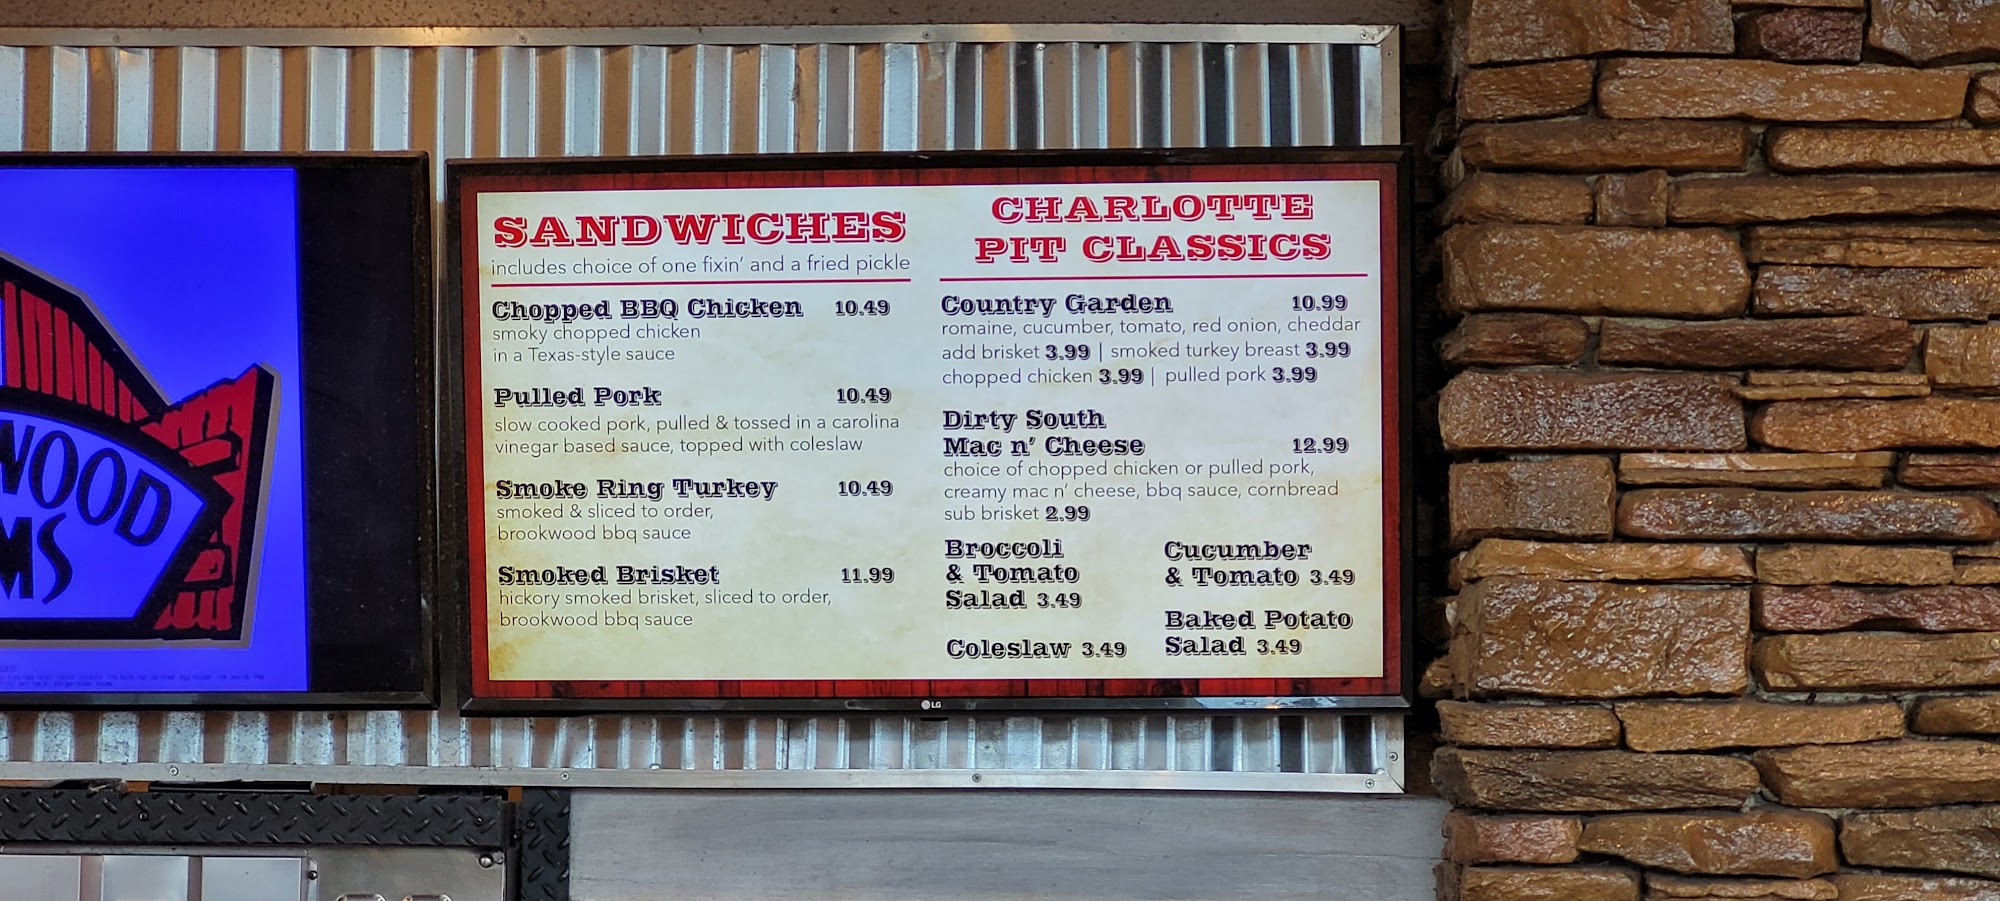 WOOD
MS
SANDWICHES
includes choice of one fixin' and a fried pickle
Chopped BBQ Chicken 10.49
smoky chopped chicken
in a Texas-style sauce
Pulled Pork 10.49
slow cooked pork, pulled & tossed in a carolina
vinegar based sauce, topped with coleslaw
Smoke Ring Turkey 10.49
smoked & sliced to order,
brookwood bbq sauce
Smoked Brisket 11.99
hickory smoked brisket, sliced to order,
brookwood bbq sauce
CHARLOTTE
PIT CLASSICS
Country Garden 10.99
romaine, cucumber, tomato, red onion, cheddar
add brisket 3.99 | smoked turkey breast 3.99
chopped chicken 3.99 | pulled pork 3.99
Dirty South
Mac n' Cheese 12.99
choice of chopped chicken or pulled pork,
creamy mac n' cheese, bbq sauce, cornbread
sub brisket 2.99
Broccoli
& Tomato
Salad 3.49
Coleslaw 3.49
Cucumber
& Tomato 3.49
Baked Potato
Salad 3.49
LG